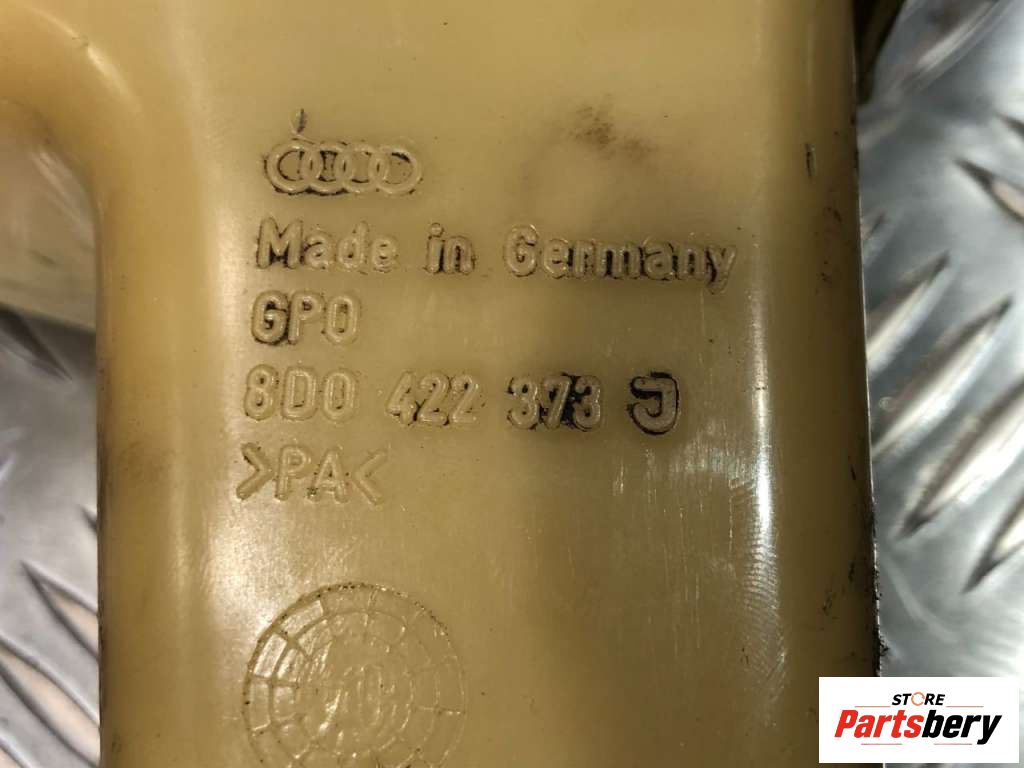 Made in Germany
GPO
8D0 422 373 J
>PA<
STORE
Partsbery